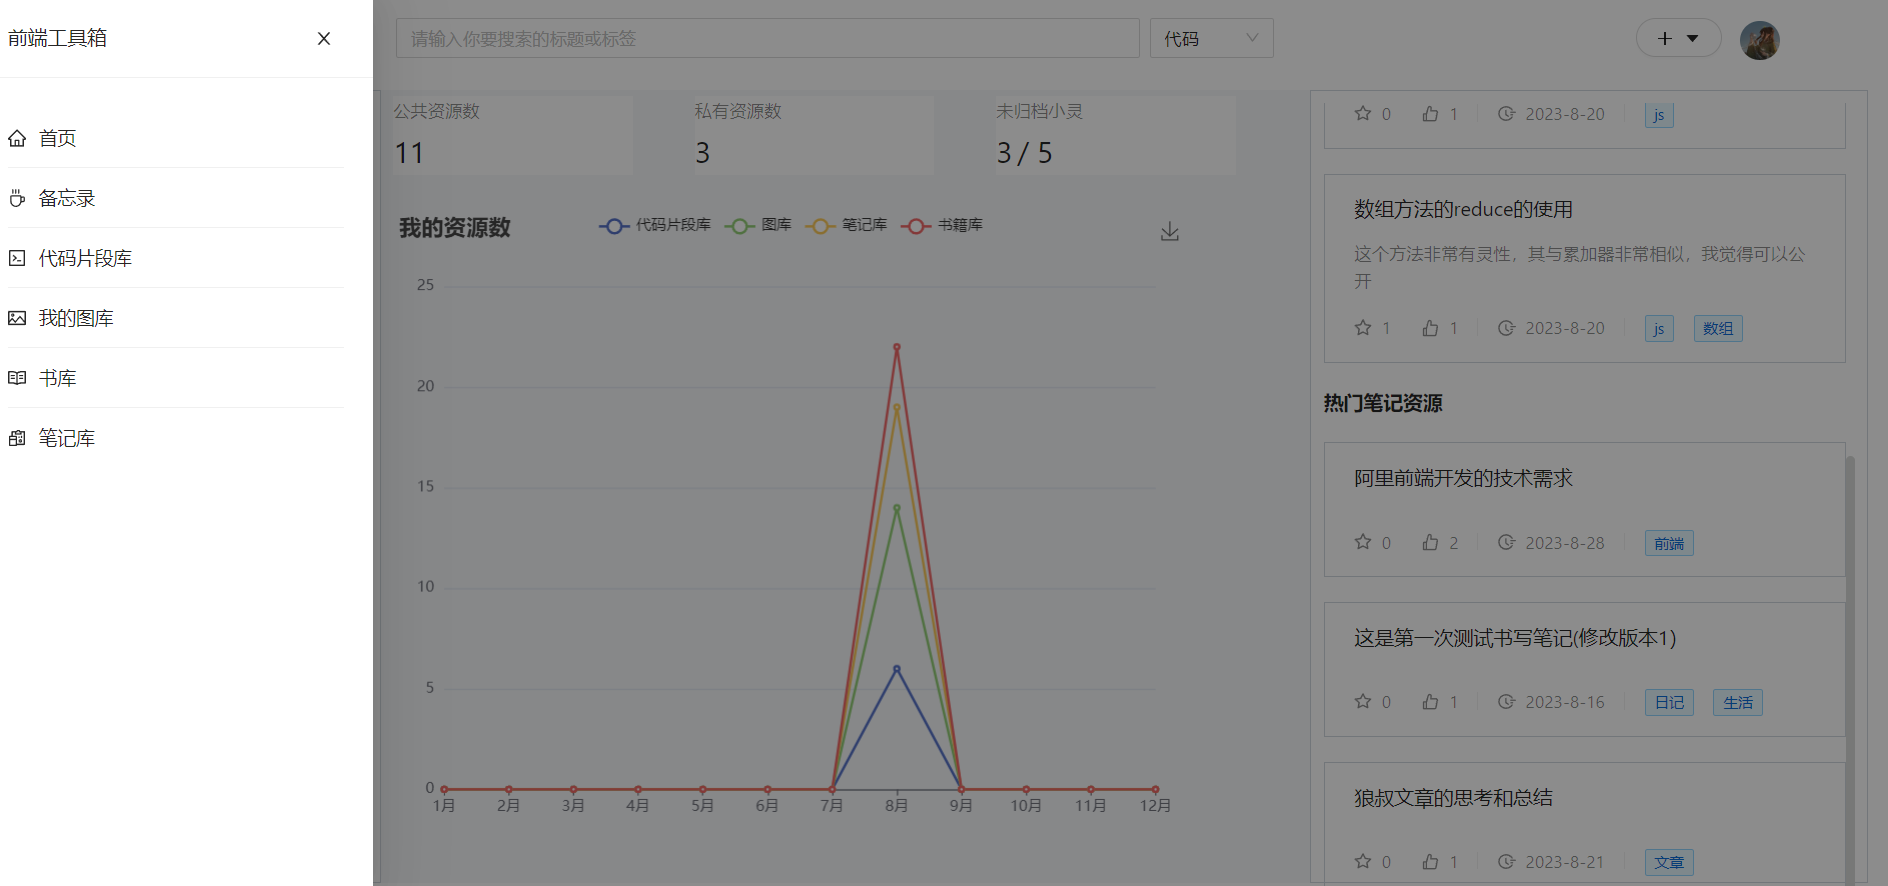 前端工具箱
首页
备忘录
代码片段库
我的图库
书库
笔记库
请输入你要搜索的标题或标签
代码
公共资源数
11
私有资源数
3
未归档小灵
3 / 5
我的资源数
代码片段库 图库 笔记库 书籍库
25
20
15
10
5
0
1月 2月 3月 4月 5月 6月 7月 8月 9月 10月 11月 12月
0 1 2023-8-20 js
数组方法的reduce的使用
这个方法非常有灵性，其与累加器非常相似，我觉得可以公
开
1 1 2023-8-20 js 数组
热门笔记资源
阿里前端开发的技术需求
0 2 2023-8-28 前端
这是第一次测试书写笔记(修改版本1)
0 1 2023-8-16 日记 生活
狼叔文章的思考和总结
0 1 2023-8-21 文章